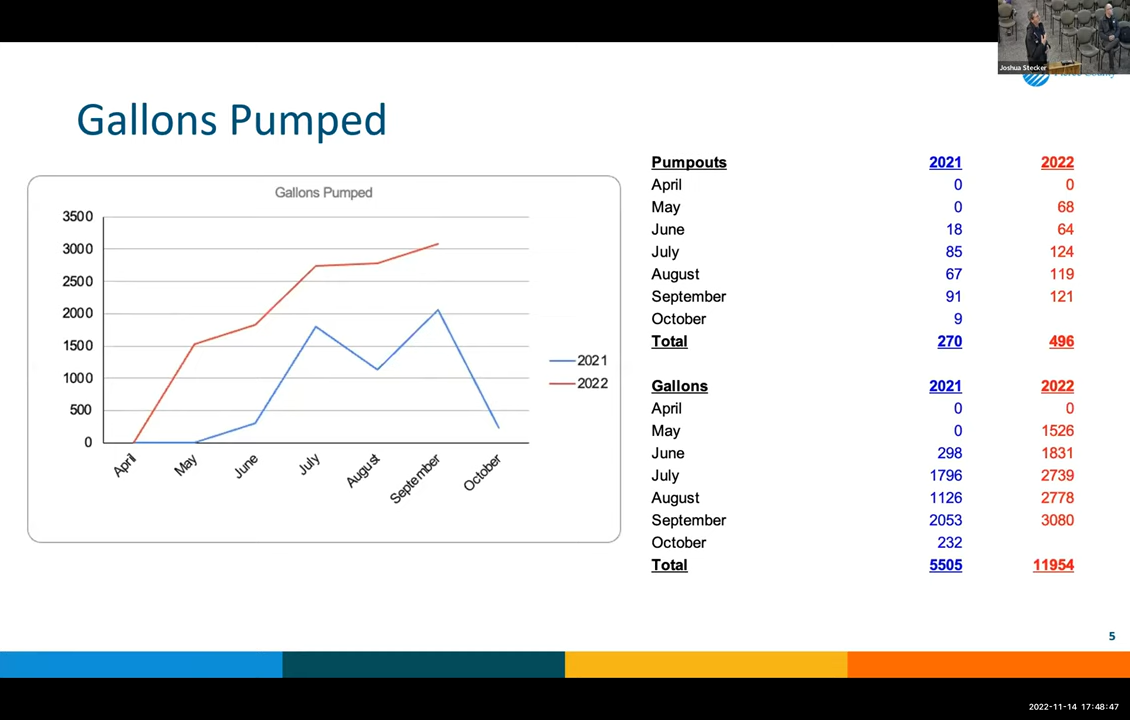 Joshua Stecker
Gallons Pumped
Gallons Pumped
3500
3000
2500
2000
1500
1000
500
0
April
May
June
July
August
September
October
2021
2022
Pumpouts 2021 2022
April 0 0
May 0 68
June 18 64
July 85 124
August 67 119
September 91 121
October 9
Total 270 496
Gallons 2021 2022
April 0 0
May 0 1526
June 298 1831
July 1796 2739
August 1126 2778
September 2053 3080
October 232
Total 5505 11954
5
2022-11-14 17:48:47